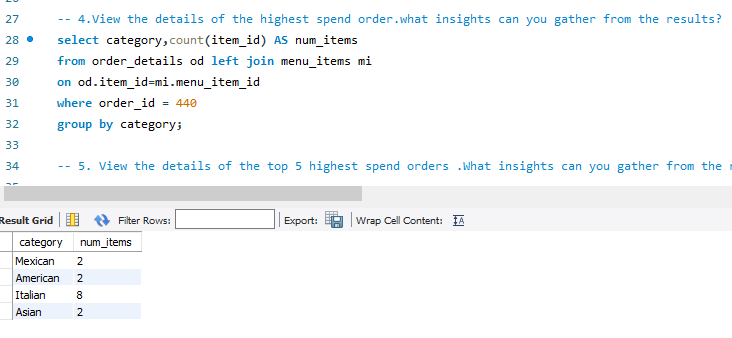 27 -- 4.View the details of the highest spend order.what insights can you gather from the results?
28 select category,count(item_id) AS num_items
29 from order_details od left join menu_items mi
30 on od.item_id=mi.menu_item_id
31 where order_id = 440
32 group by category;
33
34 -- 5. View the details of the top 5 highest spend orders .What insights can you gather from the
Result Grid Filter Rows: Export: Wrap Cell Content:
category num_items
Mexican 2
American 2
Italian 8
Asian 2